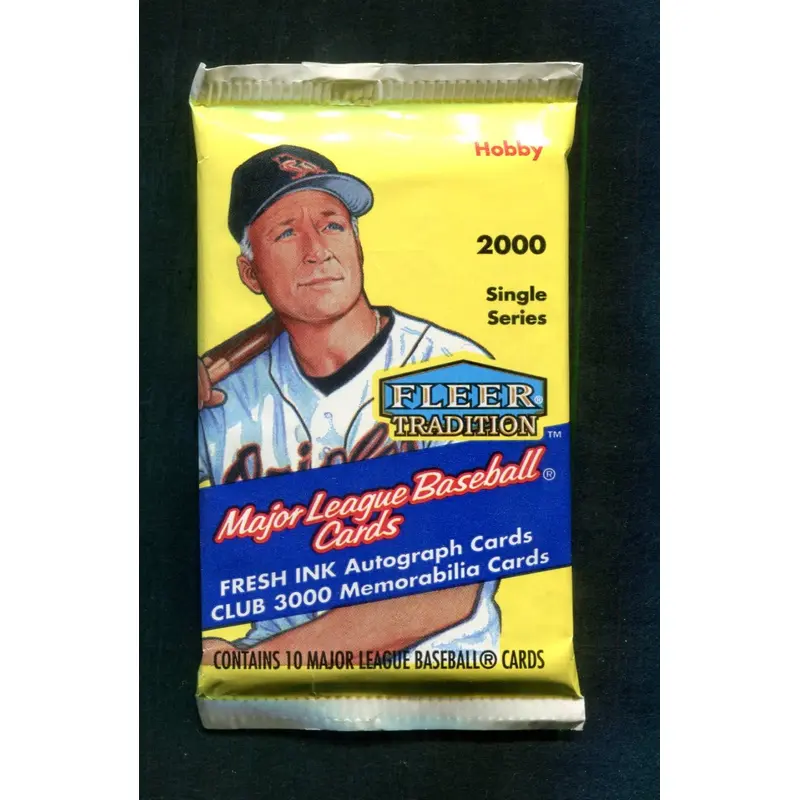 Hobby
2000
Single
Series
FLEER®
TRADITION™
Major League Baseball®
Cards
FRESH INK Autograph Cards
CLUB 3000 Memorabilia Cards
CONTAINS 10 MAJOR LEAGUE BASEBALL® CARDS